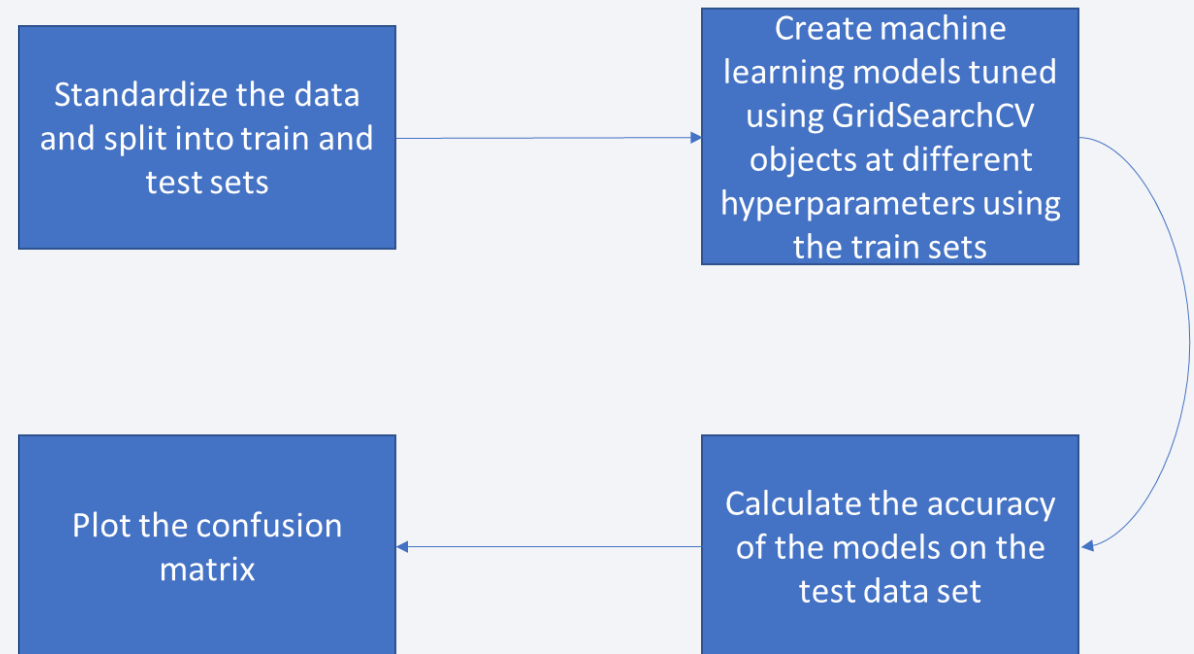 Standardize the data
and split into train and
test sets
Create machine
learning models tuned
using GridSearchCV
objects at different
hyperparameters using
the train sets
Calculate the accuracy
of the models on the
test data set
Plot the confusion
matrix